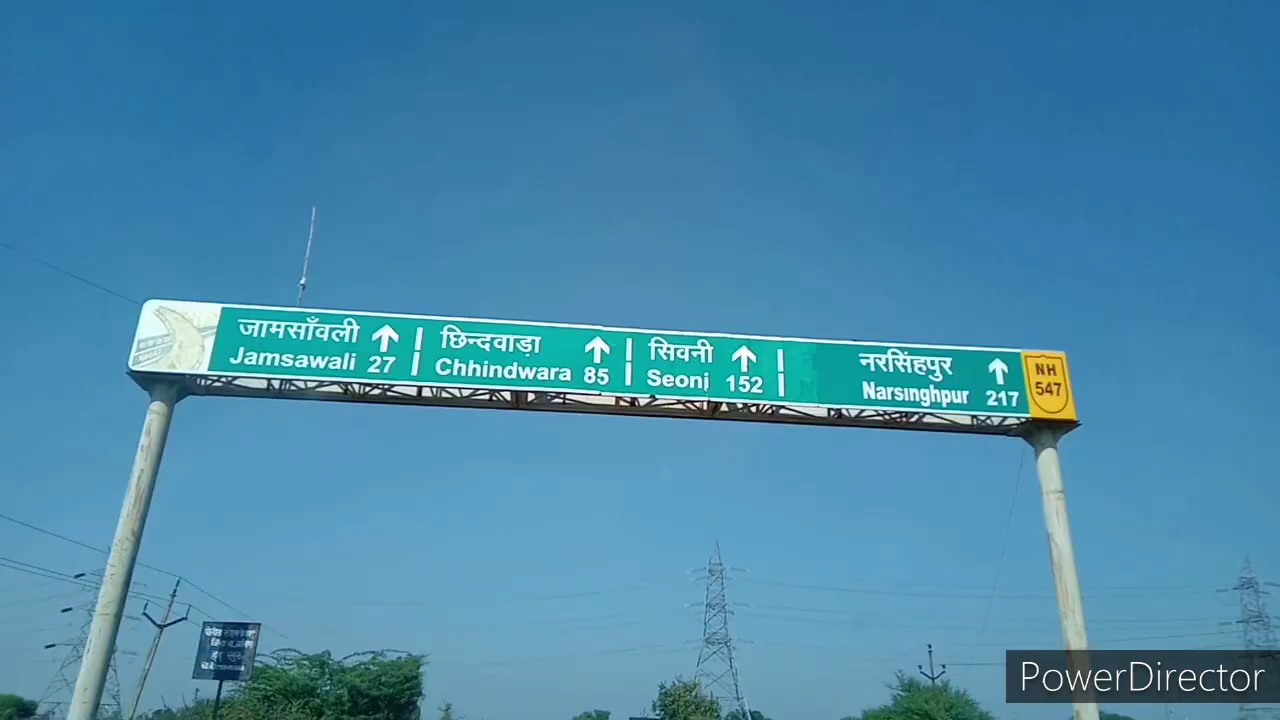 जामसाँवली
Jamsawali 27
छिन्दवाड़ा
Chhindwara 85
सिवनी
Seoni 152
नरसिंहपुर
Narsinghpur 217
NH
547
PowerDirector